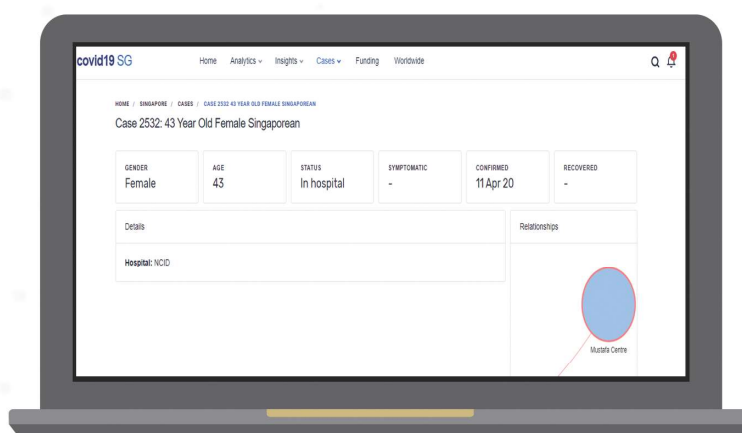 covid19 SG
Home Analytics Insights Cases Funding Worldwide
HOME / SINGAPORE / CASES / CASE 2532 43 YEAR OLD FEMALE SINGAPOREAN
Case 2532: 43 Year Old Female Singaporean
GENDER
Female
AGE
43
STATUS
In hospital
SYMPTOMATIC
-
CONFIRMED
11 Apr 20
RECOVERED
-
Details
Hospital: NCID
Relationships
Mustafa Centre